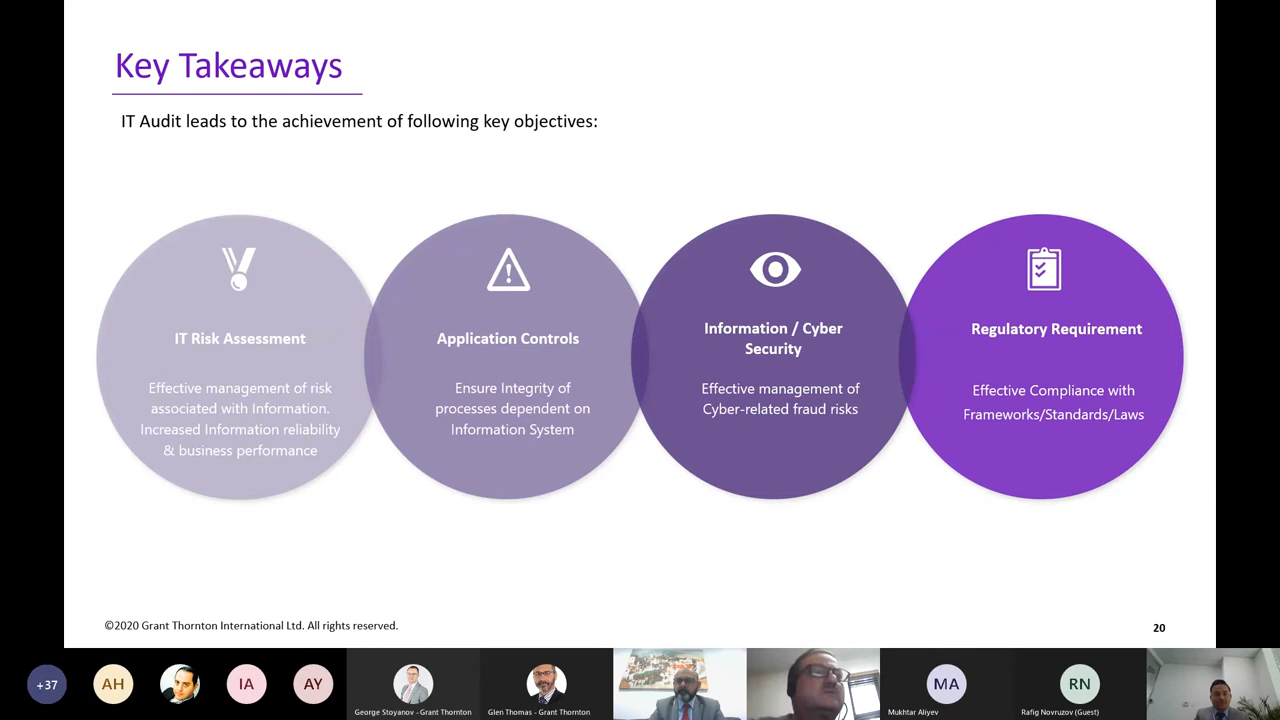 Key Takeaways
IT Audit leads to the achievement of following key objectives:
IT Risk Assessment
Effective management of risk
associated with Information.
Increased Information reliability
& business performance
Application Controls
Ensure Integrity of
processes dependent on
Information System
Information / Cyber
Security
Effective management of
Cyber-related fraud risks
Regulatory Requirement
Effective Compliance with
Frameworks/Standards/Laws
©2020 Grant Thornton International Ltd. All rights reserved.
20
+37
AH
IA
AY
George Stoyanov - Grant Thornton
Glen Thomas - Grant Thornton
MA
Mukhtar Aliyev
RN
Rafig Novruzov (Guest)